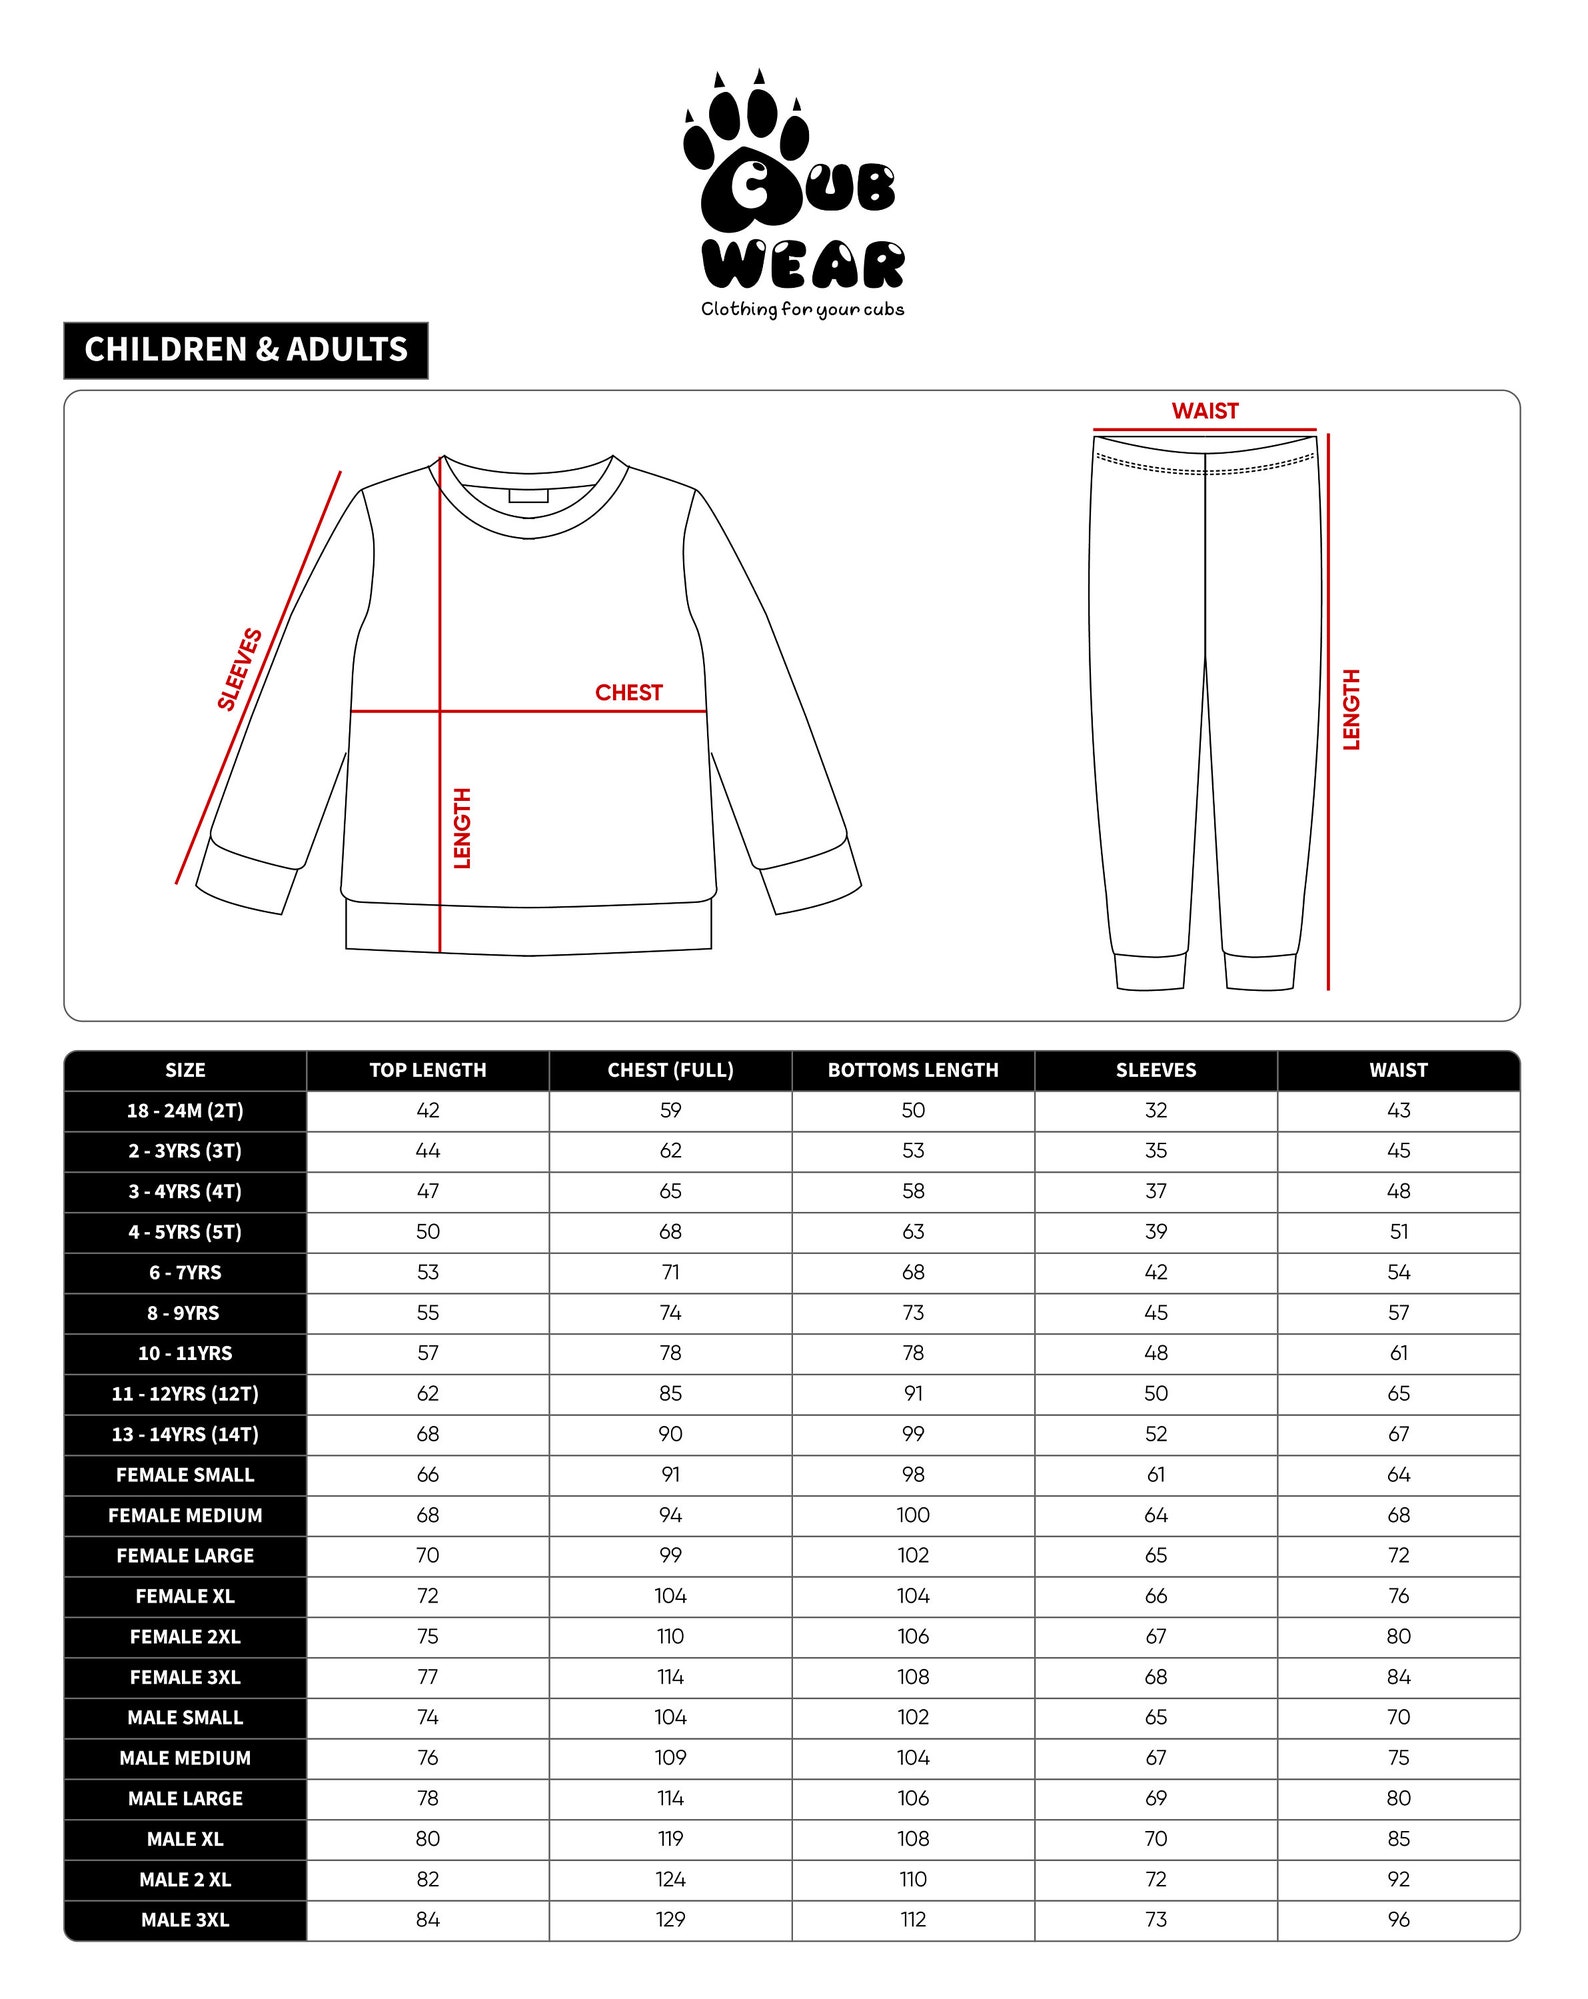 CUB
WEAR
Clothing for your cubs
CHILDREN & ADULTS
WAIST
SLEEVES
CHEST
LENGTH
LENGTH
SIZE TOP LENGTH CHEST (FULL) BOTTOMS LENGTH SLEEVES WAIST
18 - 24M (2T) 42 59 50 32 43
2 - 3YRS (3T) 44 62 53 35 45
3 - 4YRS (4T) 47 65 58 37 48
4 - 5YRS (5T) 50 68 63 39 51
6 - 7YRS 53 71 68 42 54
8 - 9YRS 55 74 73 45 57
10 - 11YRS 57 78 78 48 61
11 - 12YRS (12T) 62 85 91 50 65
13 - 14YRS (14T) 68 90 99 52 67
FEMALE SMALL 66 91 98 61 64
FEMALE MEDIUM 68 94 100 64 68
FEMALE LARGE 70 99 102 65 72
FEMALE XL 72 104 104 66 76
FEMALE 2XL 75 110 106 67 80
FEMALE 3XL 77 114 108 68 84
MALE SMALL 74 104 102 65 70
MALE MEDIUM 76 109 104 67 75
MALE LARGE 78 114 106 69 80
MALE XL 80 119 108 70 85
MALE 2 XL 82 124 110 72 92
MALE 3XL 84 129 112 73 96